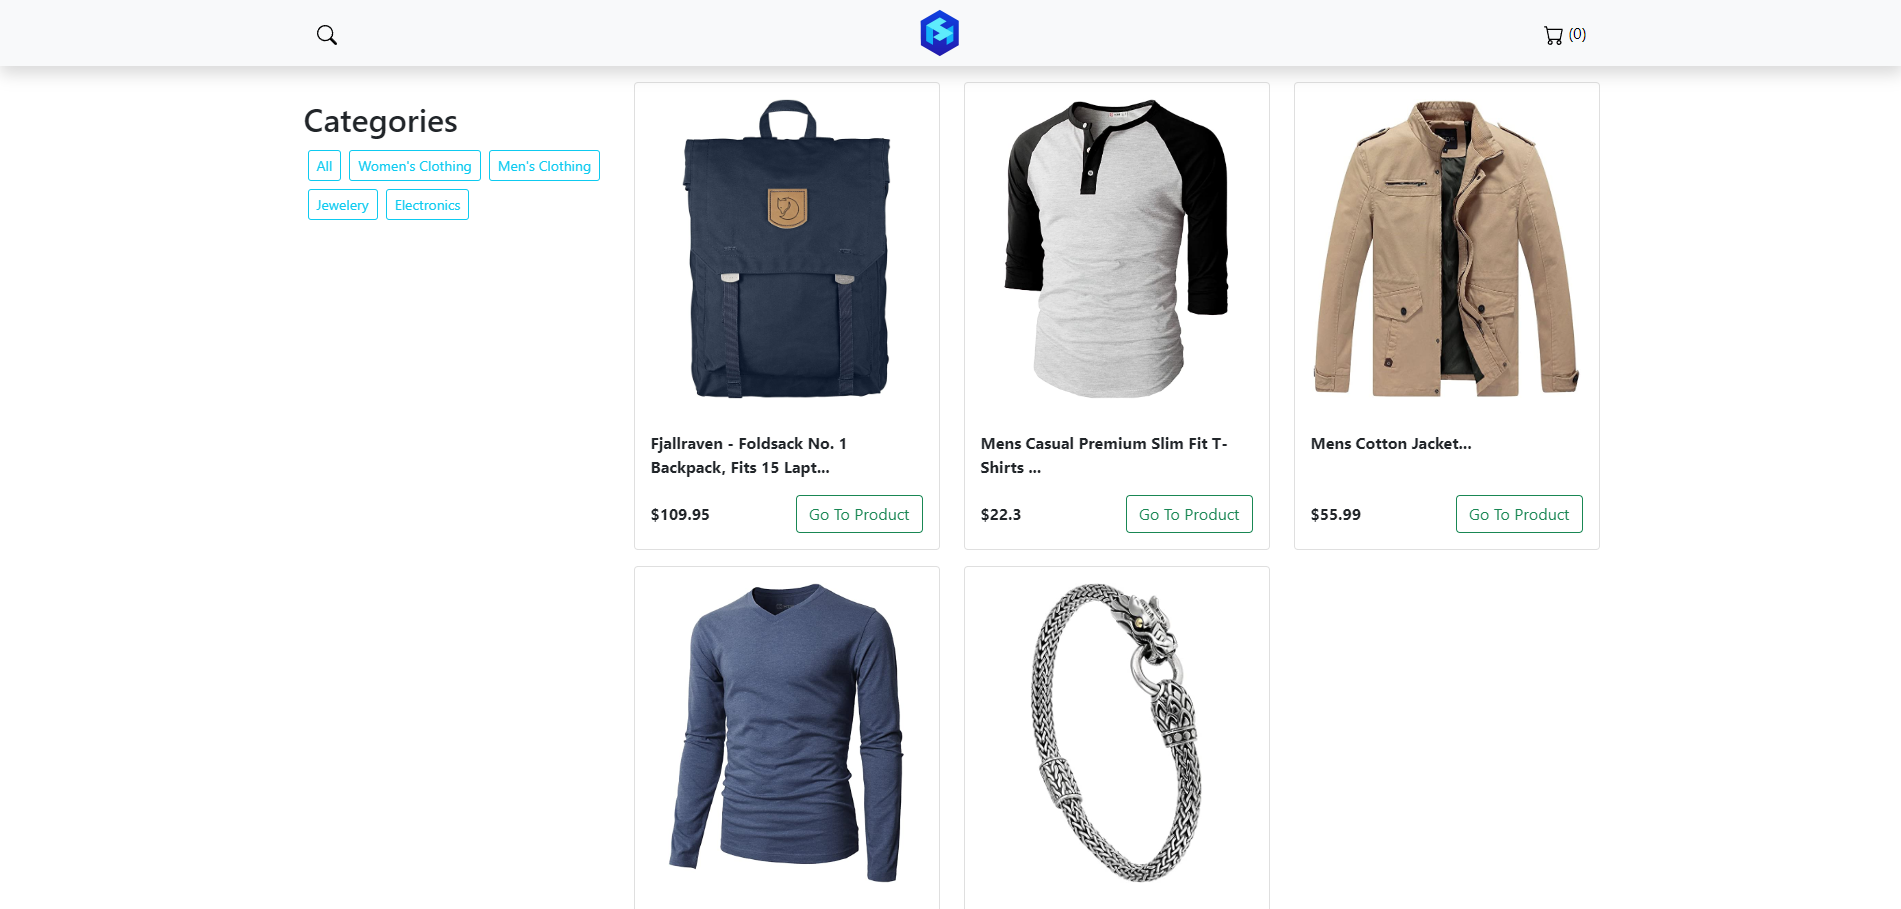 (0)
Categories
All
Women's Clothing
Men's Clothing
Jewelery
Electronics
Fjallraven - Foldsack No. 1
Backpack, Fits 15 Lapt...
$109.95
Go To Product
Mens Casual Premium Slim Fit T-
Shirts ...
$22.3
Go To Product
Mens Cotton Jacket...
$55.99
Go To Product